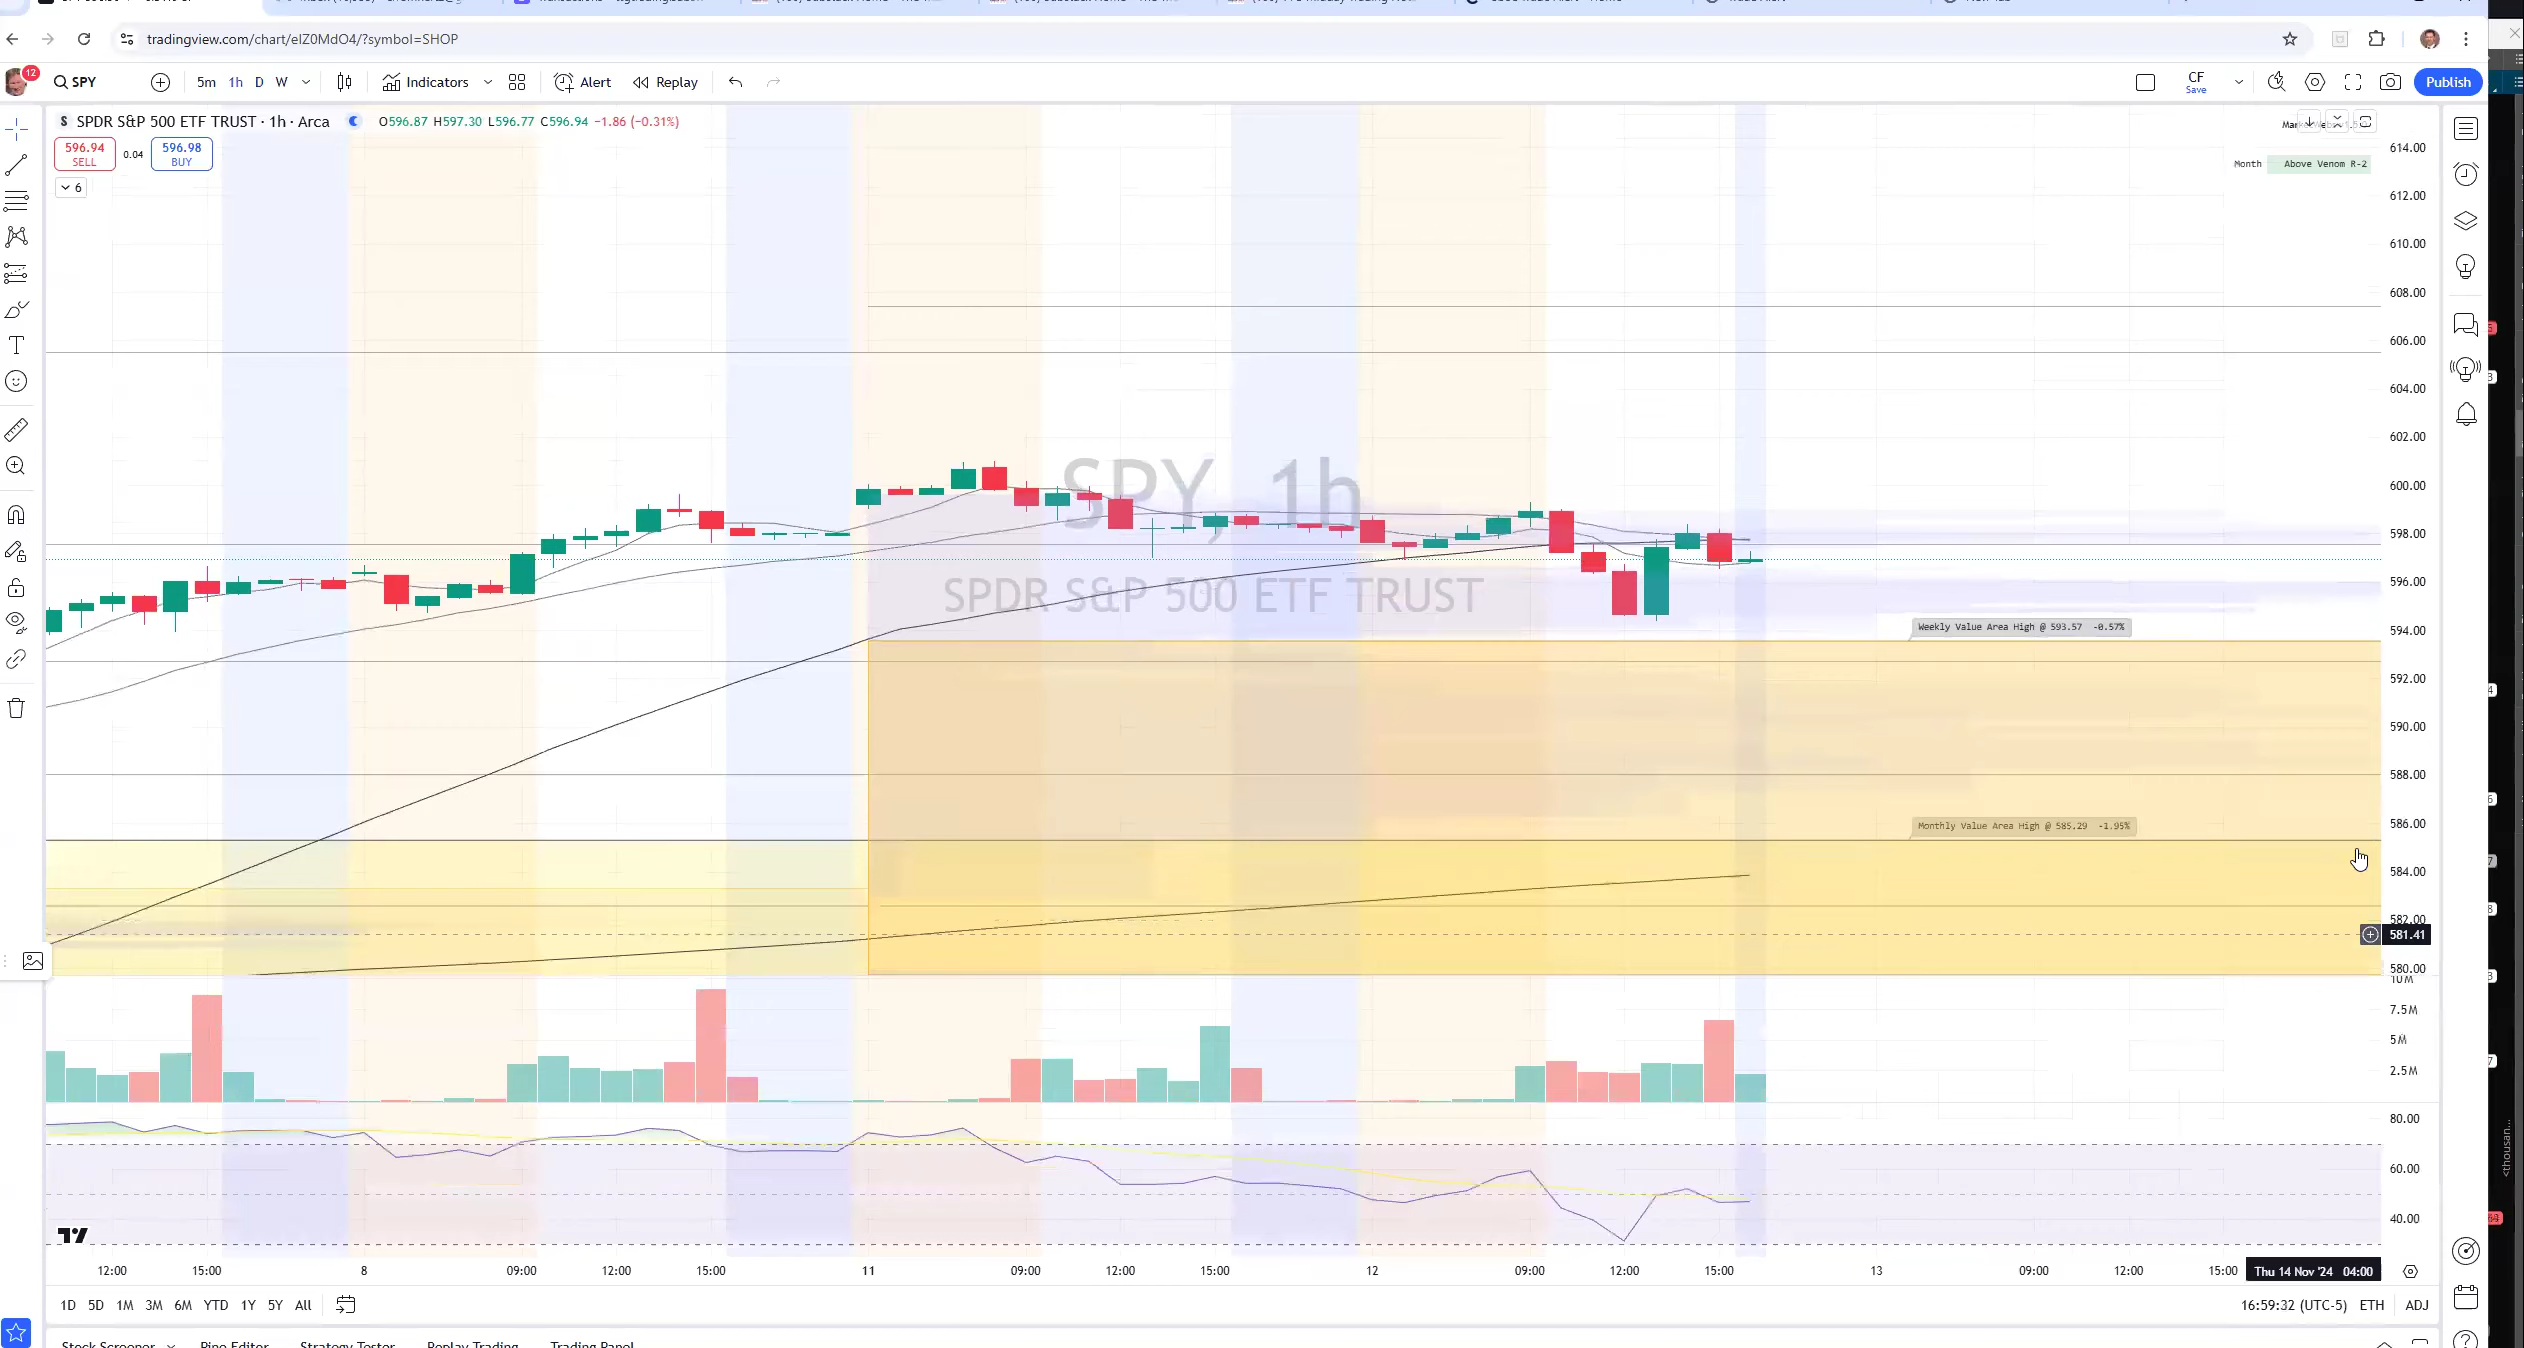 tradingview.com/chart/eIZ0MdO4/?symbol=SHOP
12
SPY
5m 1h D W
Indicators
Alert
Replay
CF
Save
Publish
S SPDR S&P 500 ETF TRUST · 1h · Arca O596.87 H597.30 L596.77 C596.94 −1.86 (−0.31%)
596.94
SELL
0.04
596.98
BUY
6
Month Above Venom R-2
614.00
612.00
610.00
608.00
606.00
604.00
602.00
600.00
598.00
596.00
594.00
592.00
590.00
588.00
586.00
584.00
582.00
581.41
580.00
SPY, 1h
SPDR S&P 500 ETF TRUST
Weekly Value Area High @ 593.57 -0.57%
Monthly Value Area High @ 585.29 -1.95%
10M
7.5M
5M
2.5M
80.00
60.00
40.00
<thousan...
12:00 15:00 8 09:00 12:00 15:00 11 09:00 12:00 15:00 12 09:00 12:00 15:00 13 09:00 12:00 15:00 Thu 14 Nov '24 04:00
1D 5D 1M 3M 6M YTD 1Y 5Y All
16:59:32 (UTC-5) ETH ADJ
Stock Screener Pine Editor Strategy Tester Replay Trading Trading Panel